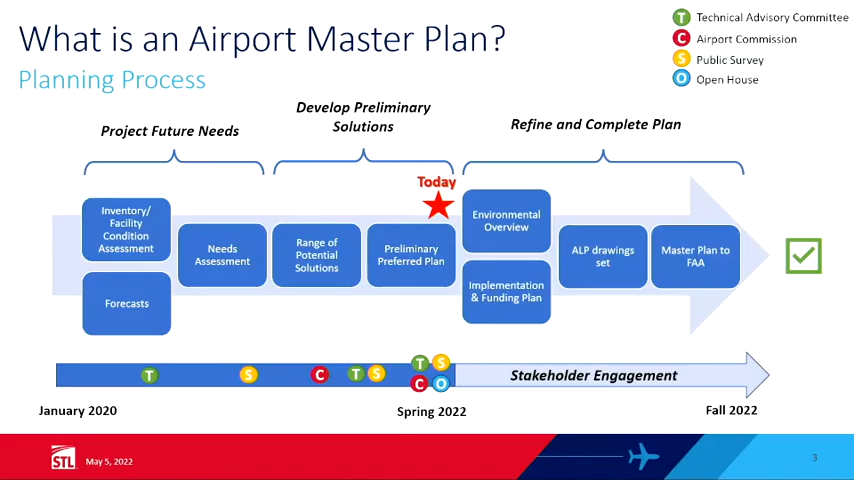 What is an Airport Master Plan?
Planning Process
T Technical Advisory Committee
C Airport Commission
S Public Survey
O Open House
Project Future Needs
Develop Preliminary
Solutions
Refine and Complete Plan
Today
Inventory/
Facility
Condition
Assessment
Forecasts
Needs
Assessment
Range of
Potential
Solutions
Preliminary
Preferred Plan
Environmental
Overview
Implementation
& Funding Plan
ALP drawings
set
Master Plan to
FAA
T S C T S T S
C O
Stakeholder Engagement
January 2020
Spring 2022
Fall 2022
STL
May 5, 2022
3